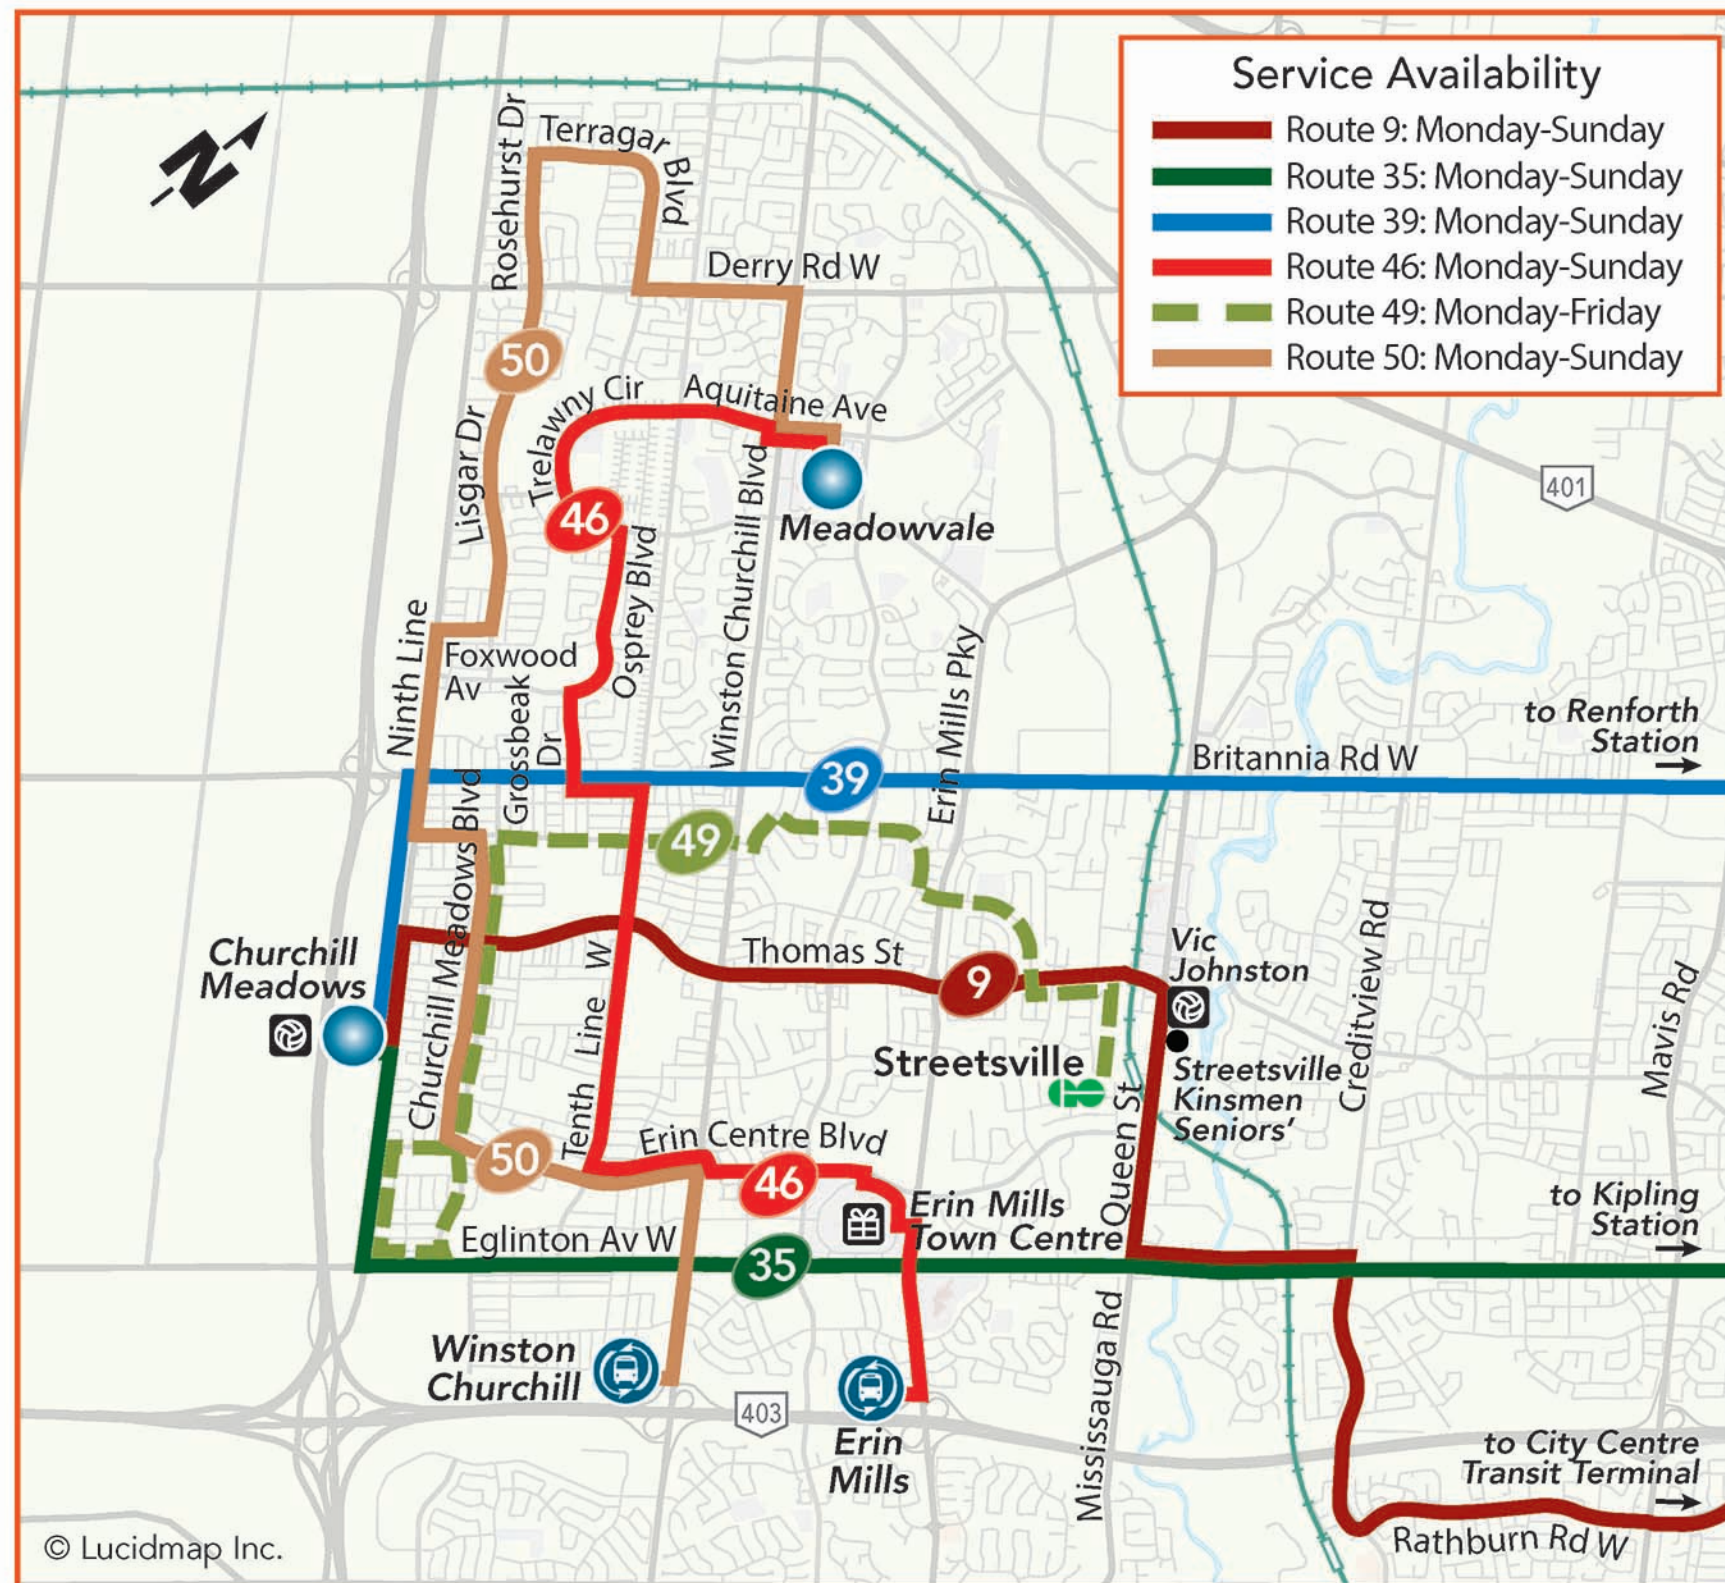 Service Availability
Route 9: Monday-Sunday
Route 35: Monday-Sunday
Route 39: Monday-Sunday
Route 46: Monday-Sunday
Route 49: Monday-Friday
Route 50: Monday-Sunday
N
Rosehurst Dr
Terragar Blvd
Derry Rd W
50
Trelawny Cir
Aquitaine Ave
Lisgar Dr
46
401
Meadowvale
Osprey Blvd
Winston Churchill Blvd
Ninth Line
Foxwood
Av
Grossbeak
Dr
Erin Mills Pky
to Renforth
Station
Britannia Rd W
39
49
Churchill Meadows Blvd
Churchill
Meadows
Tenth Line W
Thomas St
9
Vic
Johnston
Creditview Rd
Mavis Rd
Streetsville
GO
Streetsville
Kinsmen
Seniors'
Queen St
50
Erin Centre Blvd
46
Erin Mills
Town Centre
to Kipling
Station
Eglinton Av W
35
Winston
Churchill
Mississauga Rd
403
Erin
Mills
to City Centre
Transit Terminal
Rathburn Rd W
© Lucidmap Inc.